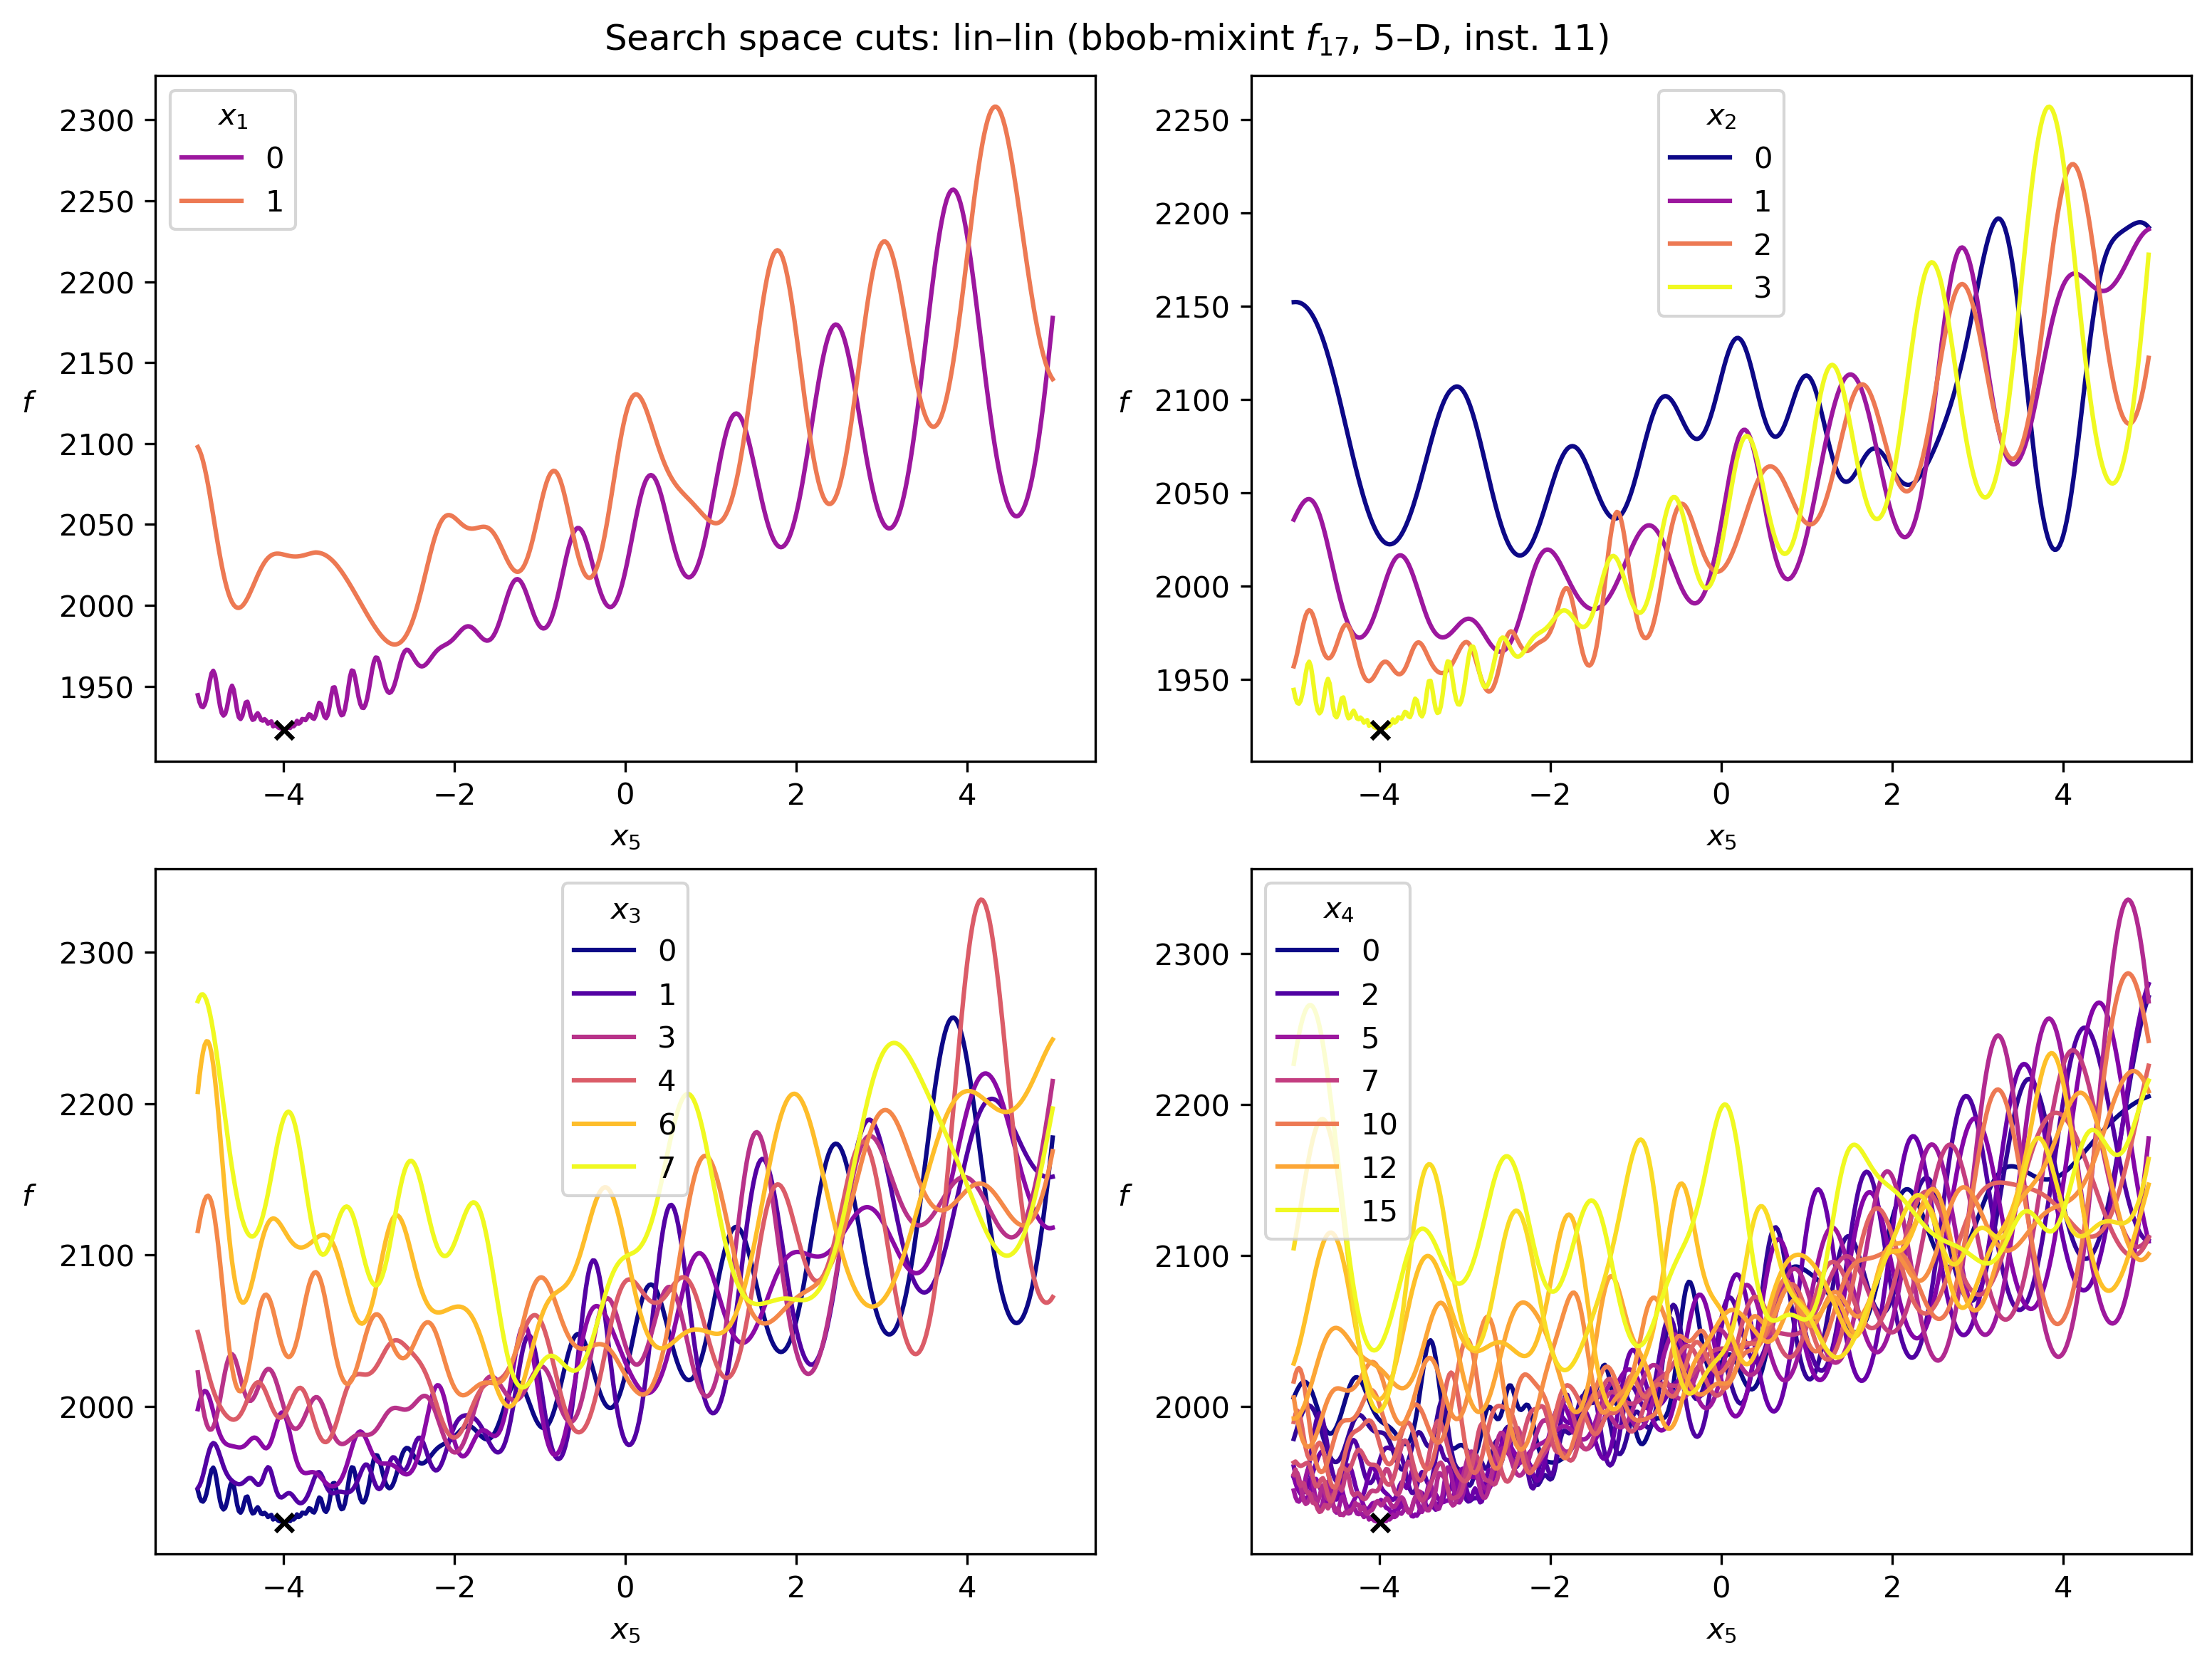 Search space cuts: lin–lin (bbob-mixint f₁₇, 5–D, inst. 11)
x₁
0
1
2300
2250
2200
2150
2100
2050
2000
1950
f
−4 −2 0 2 4
x₅
x₂
0
1
2
3
2250
2200
2150
2100
2050
2000
1950
f
−4 −2 0 2 4
x₅
x₃
0
1
3
4
6
7
2300
2200
2100
2000
f
−4 −2 0 2 4
x₅
x₄
0
2
5
7
10
12
15
2300
2200
2100
2000
f
−4 −2 0 2 4
x₅